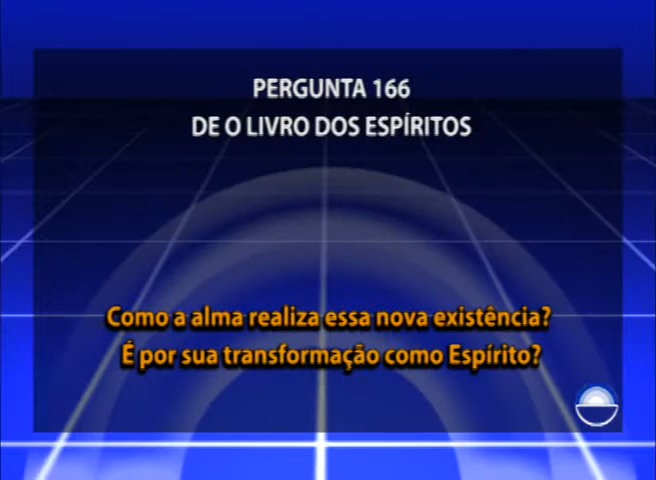 PERGUNTA 166
DE O LIVRO DOS ESPÍRITOS
Como a alma realiza essa nova existência?
É por sua transformação como Espírito?